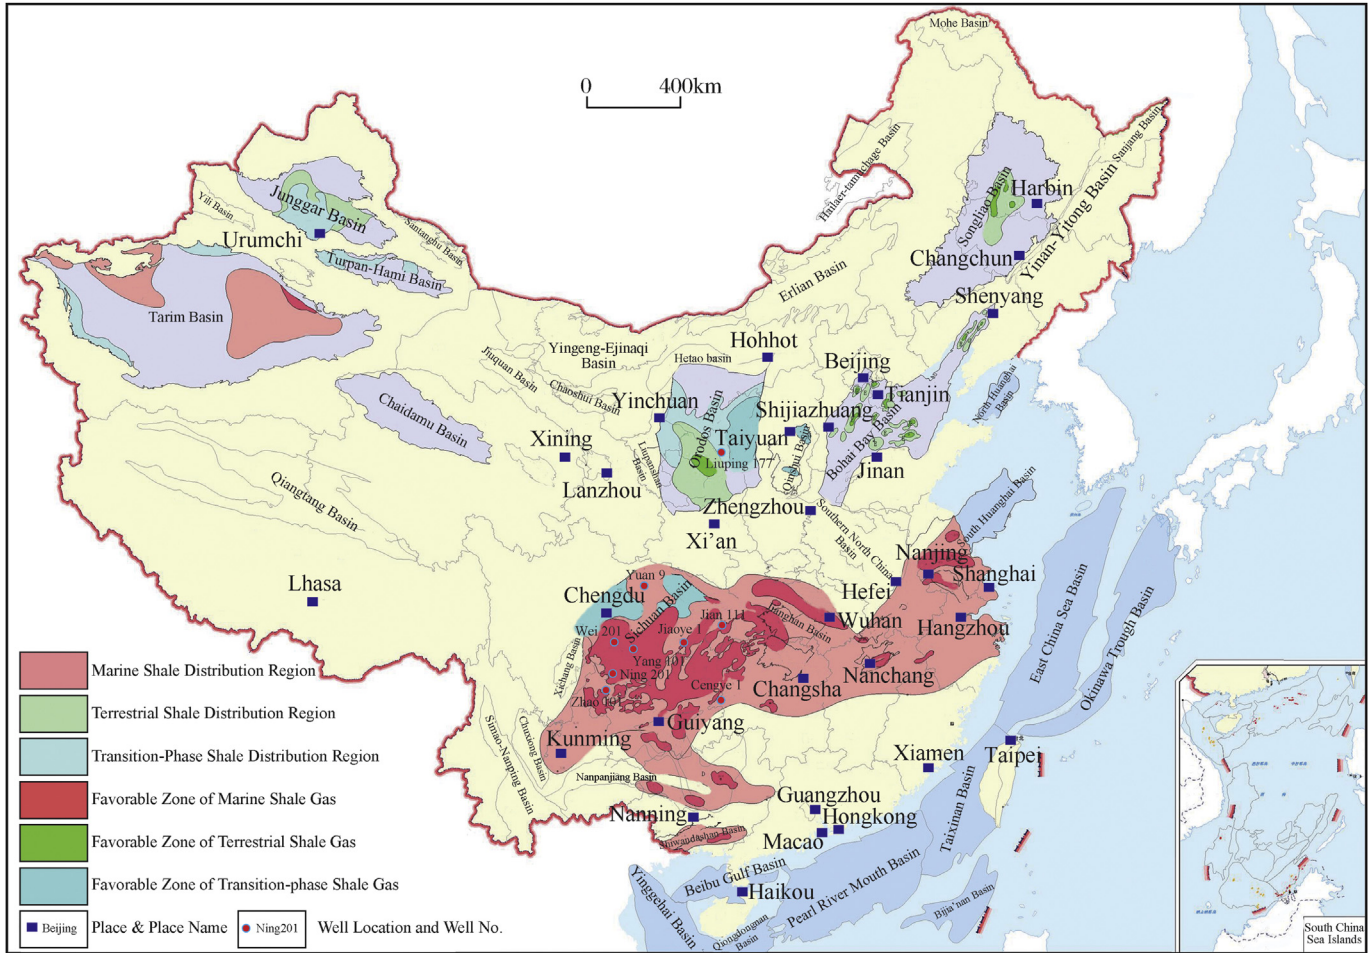 Mohe Basin
0 400km
Hailaer-tamuchage Basin
Sanjang Basin
Yinan-Yitong Basin
Songliao Basin
Harbin
Changchun
Shenyang
Junggar Basin
Yili Basin
Urumchi
Santanghu Basin
Turpan-Hami Basin
Tarim Basin
Erlian Basin
Yingeng-Ejinaqi
Basin
Hetao basin
Hohhot
Beijing
Tianjin
North Huanghai
Basin
Jiuquan Basin
Chaoshui Basin
Chaidamu Basin
Yinchuan
Shijiazhuang
Orodos Basin
Taiyuan
Liuping 177
Qinshui Basin
Bohai Bay Basin
Jinan
Xining
Lanzhou
Liupanshan
Basin
Qiangtang Basin
Zhengzhou
Xi’an
Southern North China
Basin
South Huanghai Basin
Nanjing
Shanghai
Hefei
Lhasa
Yuan 9
Chengdu
Sichuan Basin
Wei 201
Jiaoye 1
Jian 111
Jianghan Basin
Wuhan
Hangzhou
Yang 101
Ning 201
Zhao 101
Cengye 1
Changsha
Nanchang
Xichang Basin
East China Sea Basin
Okinawa Trough Basin
Guiyang
Kunming
Chuxiong Basin
Simao-Nanping Basin
Nanpanjiang Basin
Nanning
Shiwandashan Basin
Guangzhou
Hongkong
Macao
Xiamen
Taipei
Taixinan Basin
Beibu Gulf Basin
Haikou
Pearl River Mouth Basin
Bijia’nan Basin
Yinggehai Basin
Qiongdongnan
Basin
Marine Shale Distribution Region
Terrestrial Shale Distribution Region
Transition-Phase Shale Distribution Region
Favorable Zone of Marine Shale Gas
Favorable Zone of Terrestrial Shale Gas
Favorable Zone of Transition-phase Shale Gas
Beijing Place & Place Name
Ning201 Well Location and Well No.
South China
Sea Islands